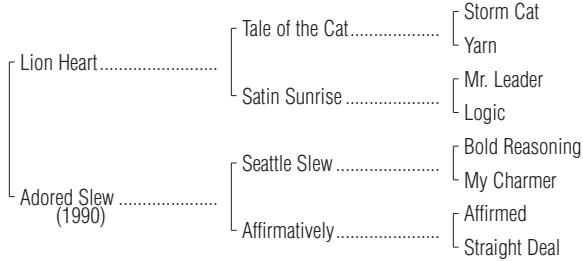 Storm Cat
Tale of the Cat
Yarn
Lion Heart
Mr. Leader
Satin Sunrise
Logic
Bold Reasoning
Seattle Slew
My Charmer
Adored Slew
(1990)
Affirmed
Affirmatively
Straight Deal